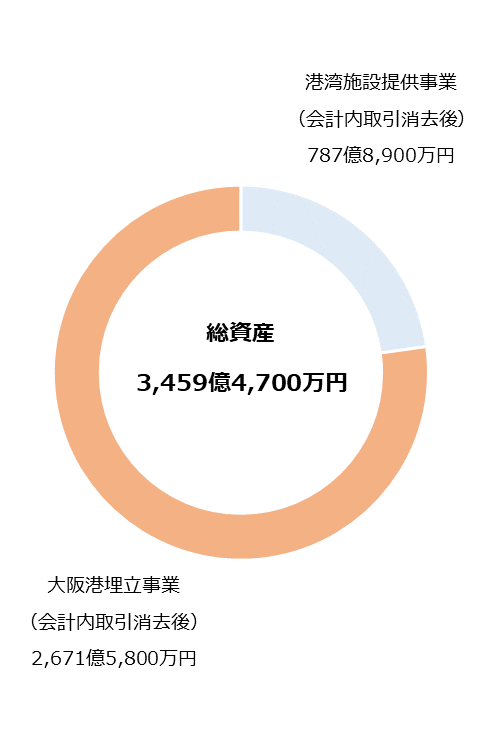 港湾施設提供事業
（会計内取引消去後）
787億8,900万円
総資産
3,459億4,700万円
大阪港埋立事業
（会計内取引消去後）
2,671億5,800万円